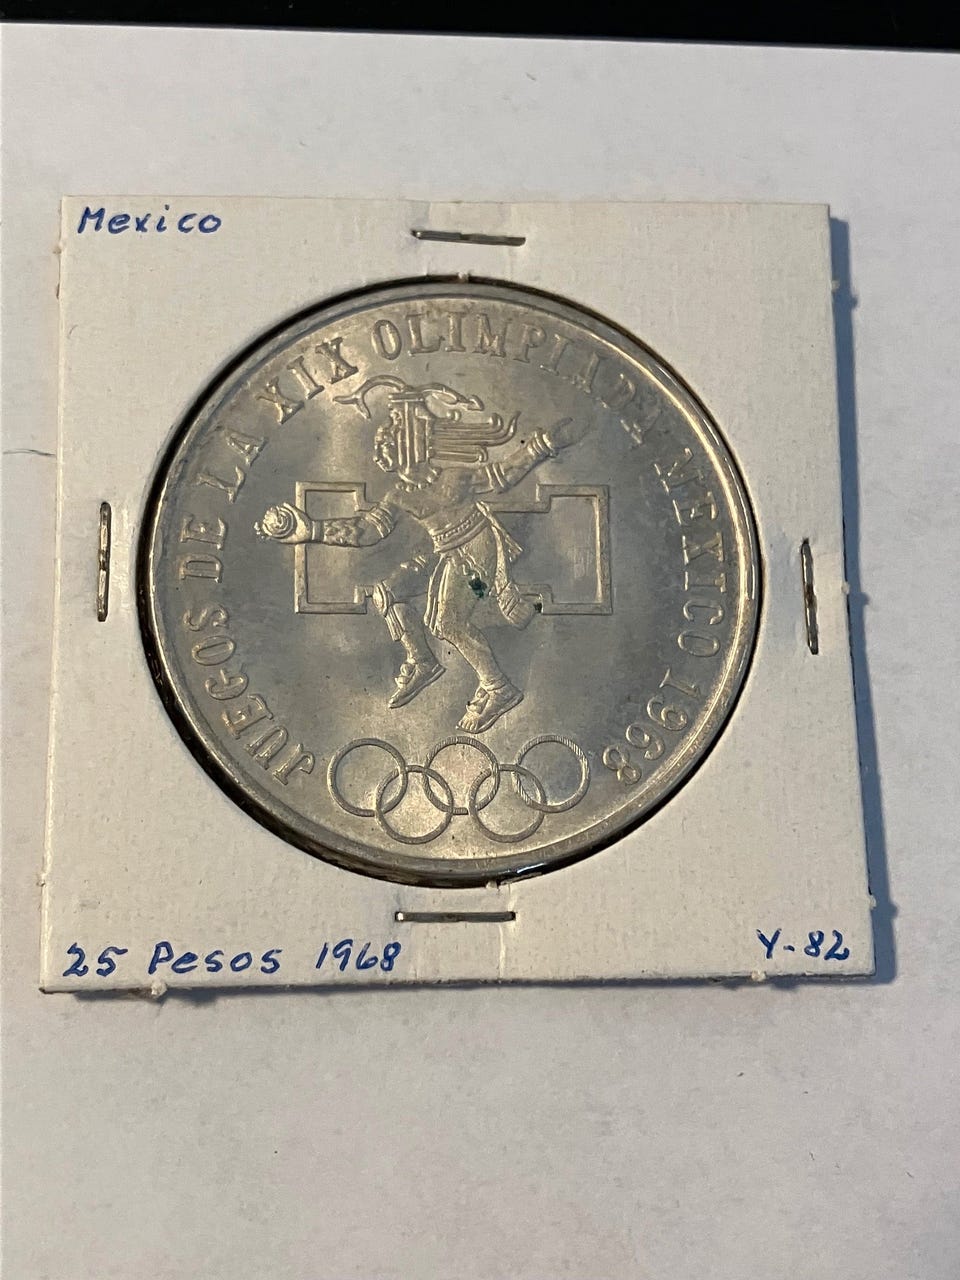 Mexico
JUEGOS DE LA XIX OLIMPIADA MEXICO 1968
25 Pesos 1968
Y-82